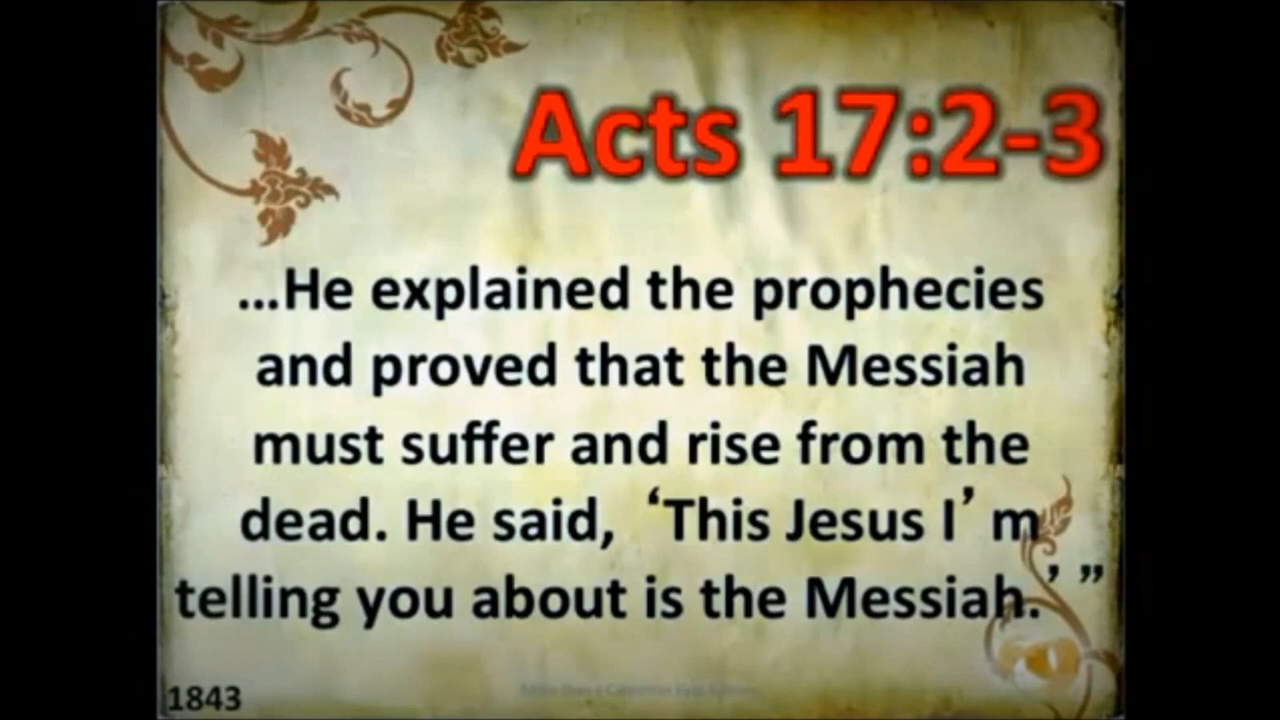 Acts 17:2-3
...He explained the prophecies
and proved that the Messiah
must suffer and rise from the
dead. He said, ‘This Jesus I’m
telling you about is the Messiah.’”
1843